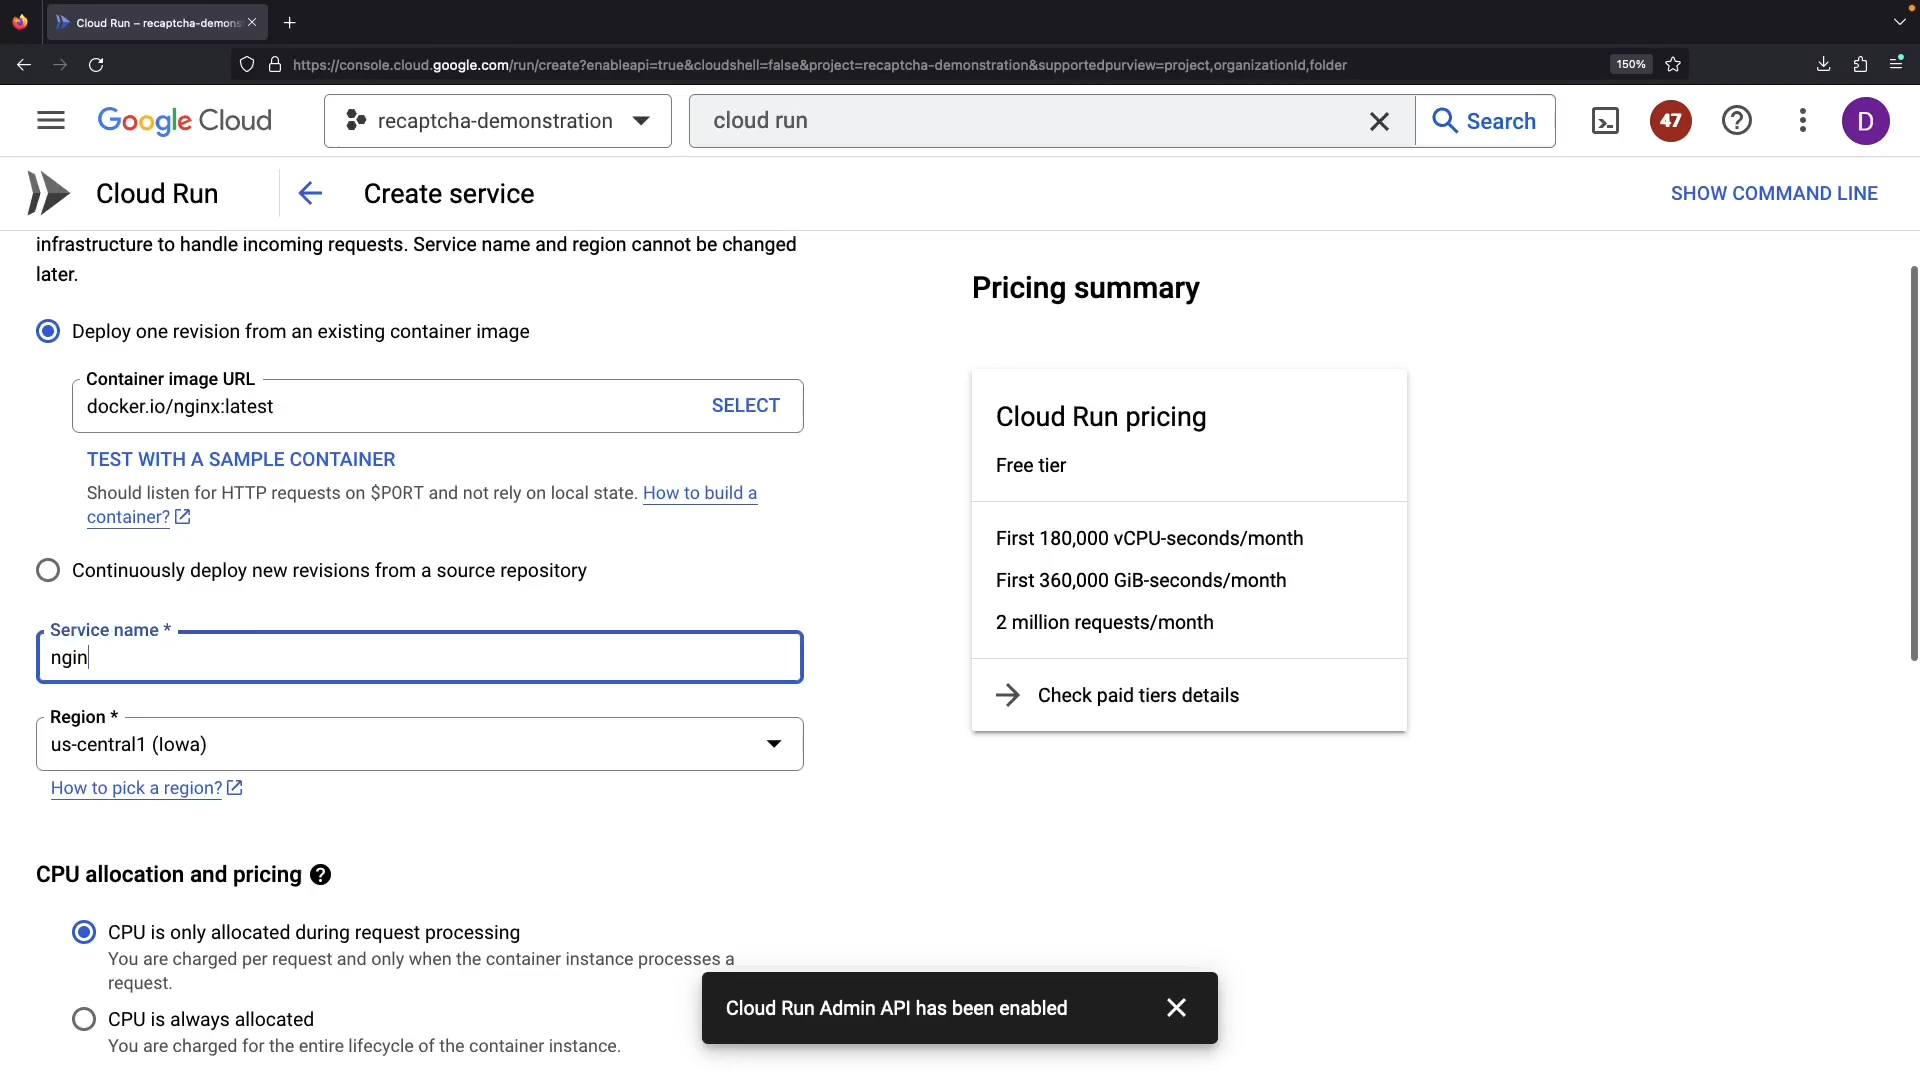 Cloud Run – recaptcha-demons
https://console.cloud.google.com/run/create?enableapi=true&cloudshell=false&project=recaptcha-demonstration&supportedpurview=project,organizationId,folder
150%
Google Cloud
recaptcha-demonstration
cloud run
Search
47
D
Cloud Run
Create service
SHOW COMMAND LINE
infrastructure to handle incoming requests. Service name and region cannot be changed
later.
Deploy one revision from an existing container image
Container image URL
docker.io/nginx:latest
SELECT
TEST WITH A SAMPLE CONTAINER
Should listen for HTTP requests on $PORT and not rely on local state. How to build a
container?
Continuously deploy new revisions from a source repository
Service name *
ngin
Region *
us-central1 (Iowa)
How to pick a region?
CPU allocation and pricing
CPU is only allocated during request processing
You are charged per request and only when the container instance processes a
request.
CPU is always allocated
You are charged for the entire lifecycle of the container instance.
Pricing summary
Cloud Run pricing
Free tier
First 180,000 vCPU-seconds/month
First 360,000 GiB-seconds/month
2 million requests/month
Check paid tiers details
Cloud Run Admin API has been enabled